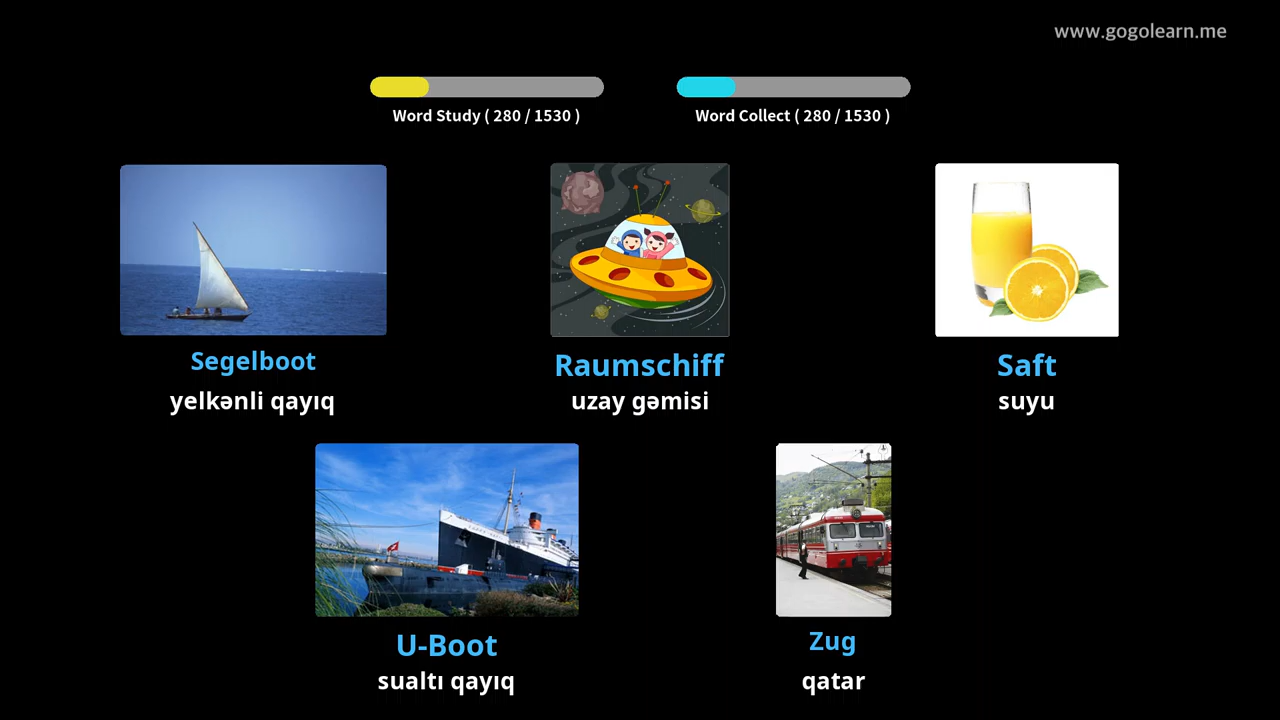 www.gogolearn.me
Word Study ( 280 / 1530 )
Word Collect ( 280 / 1530 )
Segelboot
yelkənli qayıq
Raumschiff
uzay gəmisi
Saft
suyu
U-Boot
sualtı qayıq
Zug
qatar